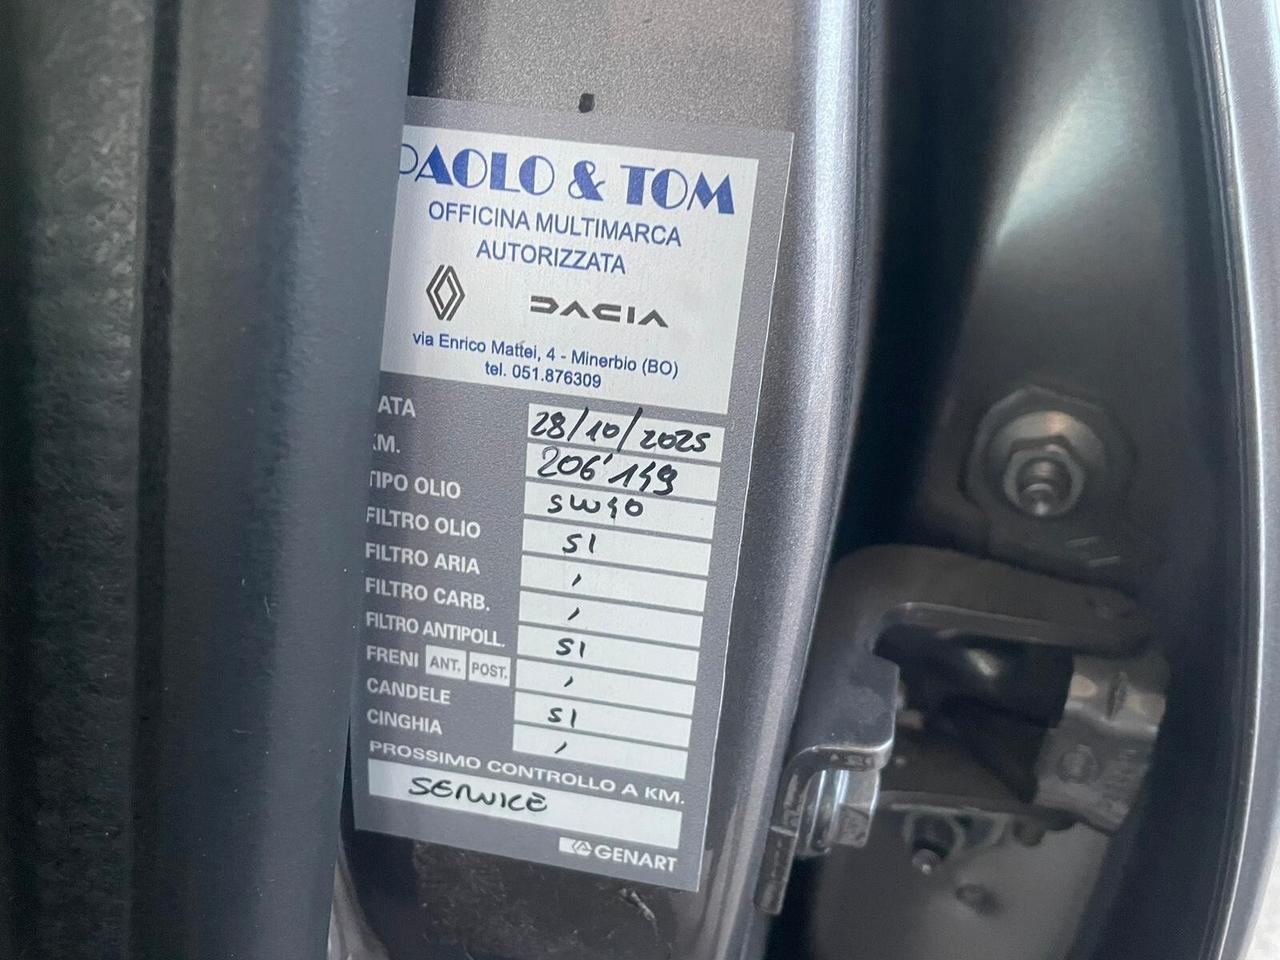 PAOLO & TOM
OFFICINA MULTIMARCA
AUTORIZZATA
DACIA
via Enrico Mattei, 4 - Minerbio (BO)
tel. 051.876309
ATA 28/10/2025
KM. 206'149
TIPO OLIO 5W40
FILTRO OLIO SI
FILTRO ARIA ,
FILTRO CARB. ,
FILTRO ANTIPOLL. SI
FRENI ANT. POST. ,
CANDELE SI
CINGHIA ,
PROSSIMO CONTROLLO A KM.
SERVICE
GENART